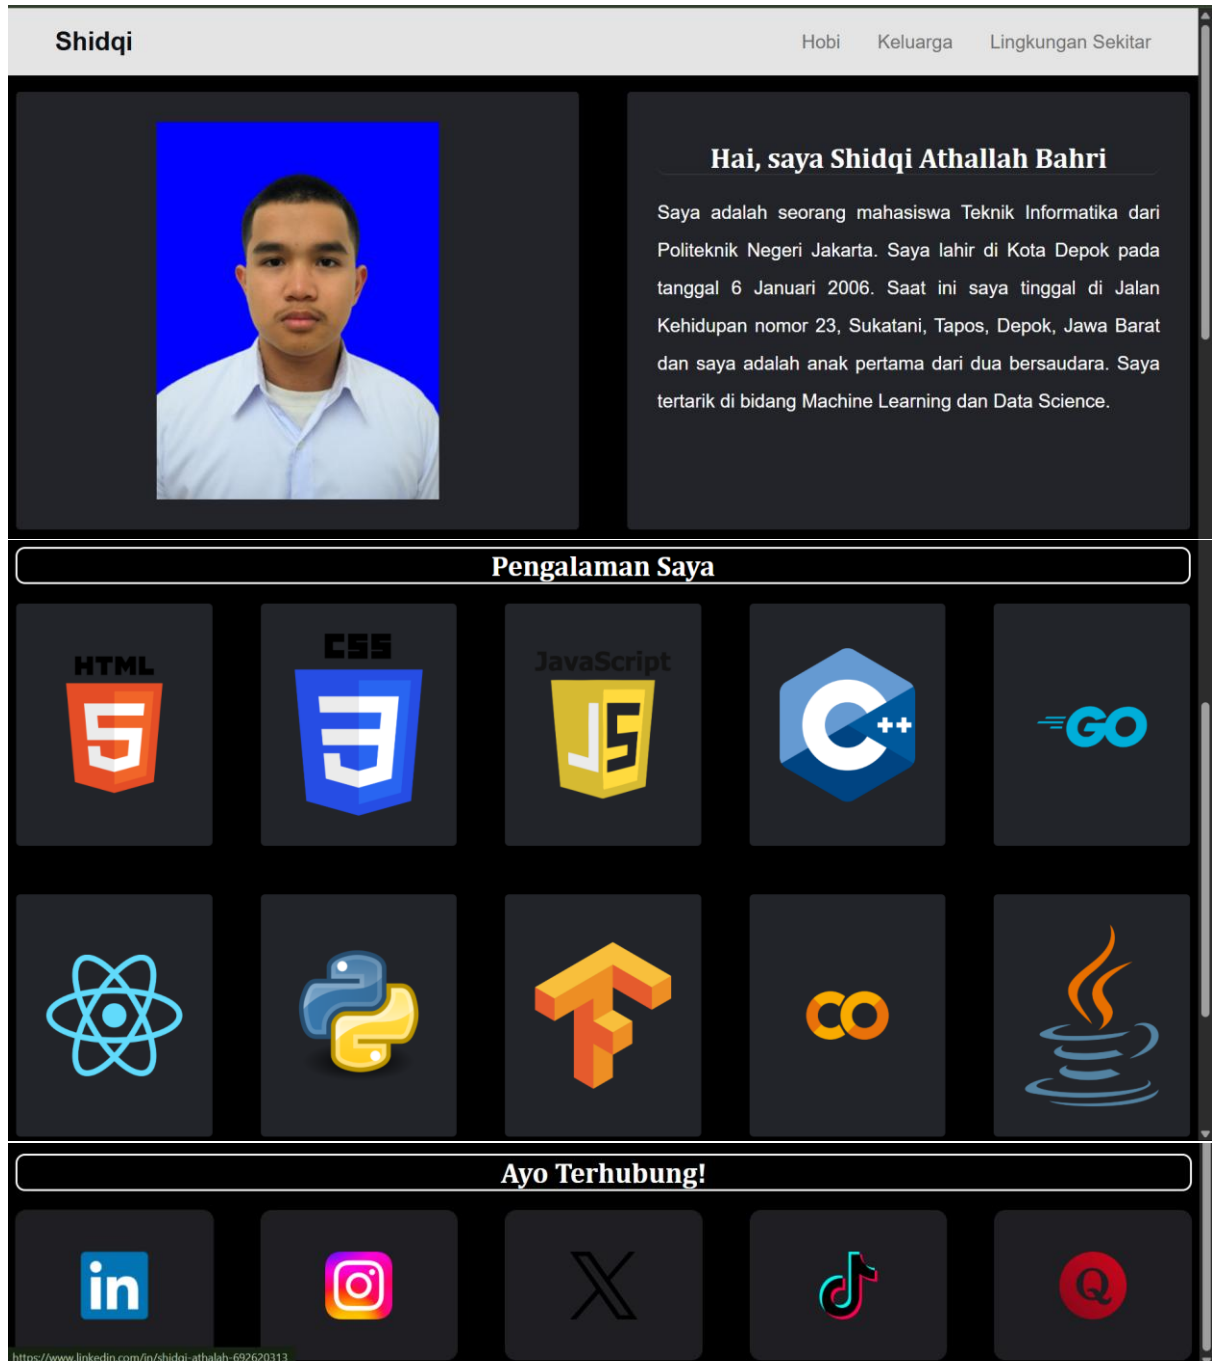 Shidqi
Hobi Keluarga Lingkungan Sekitar
Hai, saya Shidqi Athallah Bahri
Saya adalah seorang mahasiswa Teknik Informatika dari
Politeknik Negeri Jakarta. Saya lahir di Kota Depok pada
tanggal 6 Januari 2006. Saat ini saya tinggal di Jalan
Kehidupan nomor 23, Sukatani, Tapos, Depok, Jawa Barat
dan saya adalah anak pertama dari dua bersaudara. Saya
tertarik di bidang Machine Learning dan Data Science.
Pengalaman Saya
HTML
5
CSS
3
JavaScript
JS
C++
GO
TF
CO
Ayo Terhubung!
in
X
Q
https://www.linkedin.com/in/shidqi-athalah-692620313